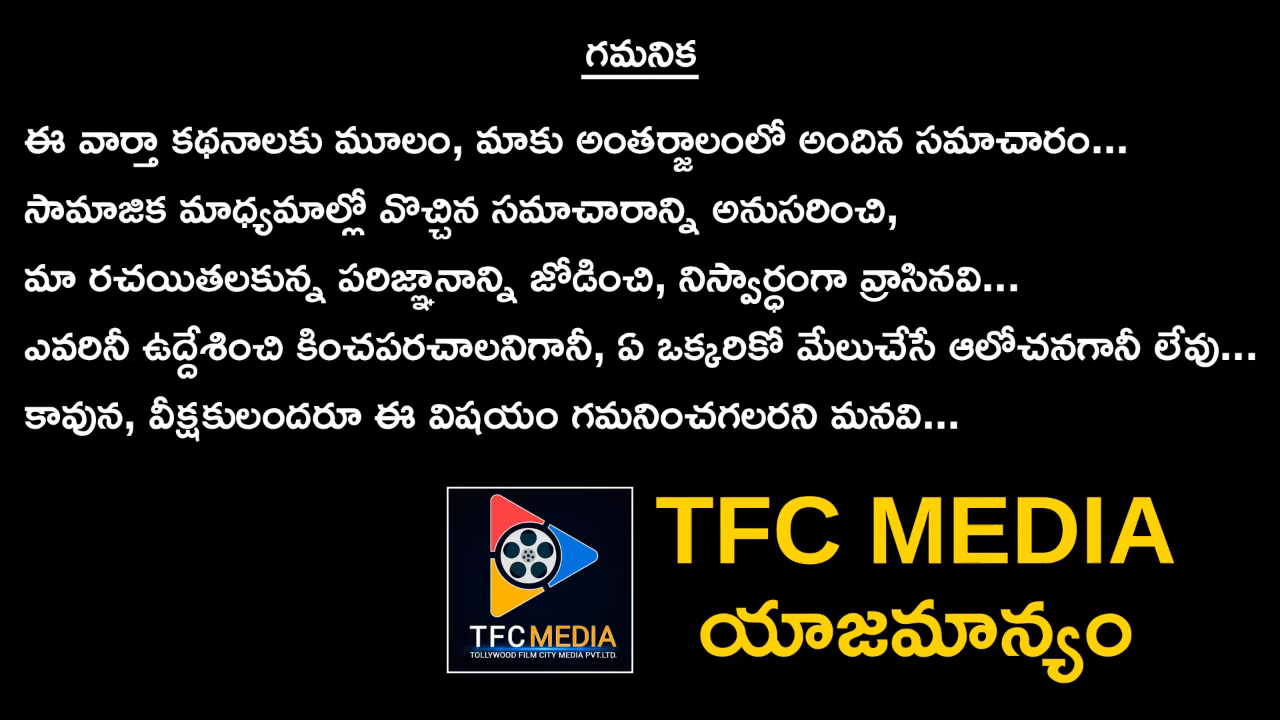 గమనిక
ఈ వార్తా కథనాలకు మూలం, మాకు అంతర్జాలంలో అందిన సమాచారం...
సామాజిక మాధ్యమాల్లో వొచ్చిన సమాచారాన్ని అనుసరించి,
మా రచయితలకున్న పరిజ్ఞానాన్ని జోడించి, నిస్వార్ధంగా వ్రాసినవి...
ఎవరినీ ఉద్దేశించి కించపరచాలనిగానీ, ఏ ఒక్కరికో మేలుచేసే ఆలోచనగానీ లేవు...
కావున, వీక్షకులందరూ ఈ విషయం గమనించగలరని మనవి...
TFC MEDIA
యాజమాన్యం
TFC MEDIA
TOLLYWOOD FILM CITY MEDIA PVT.LTD.